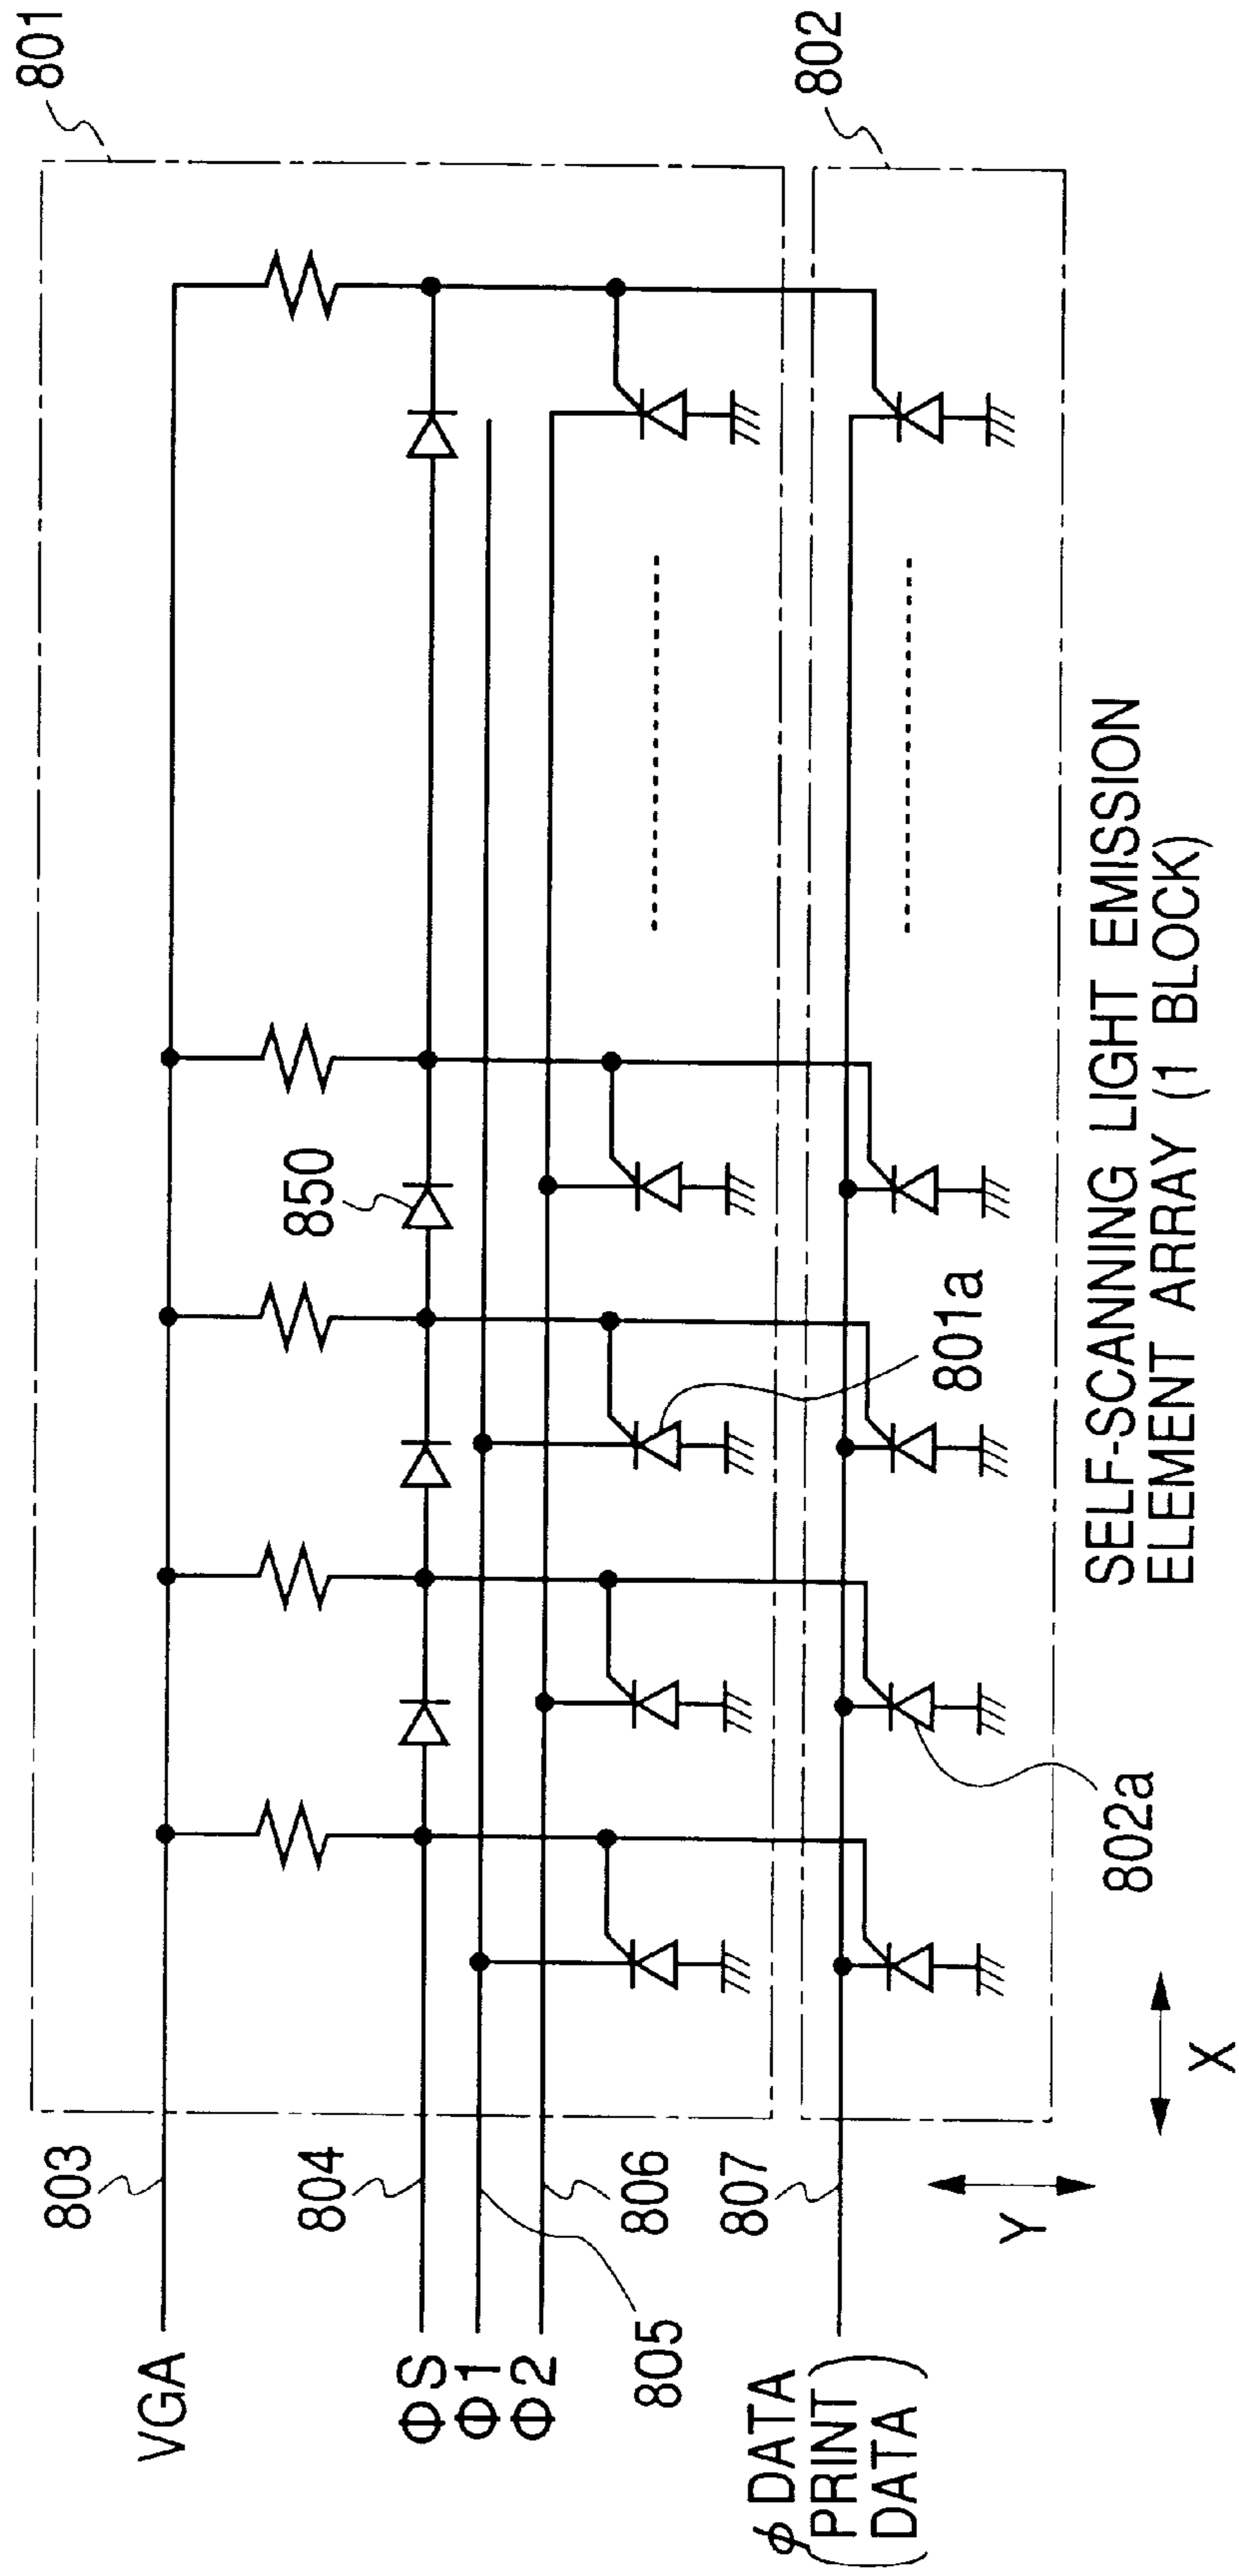 801
802
850
801a
802a
803
804
805
806
807
VGA
ΦS
Φ1
Φ2
ϕ DATA
(PRINT
DATA)
X
Y
SELF-SCANNING LIGHT EMISSION
ELEMENT ARRAY (1 BLOCK)